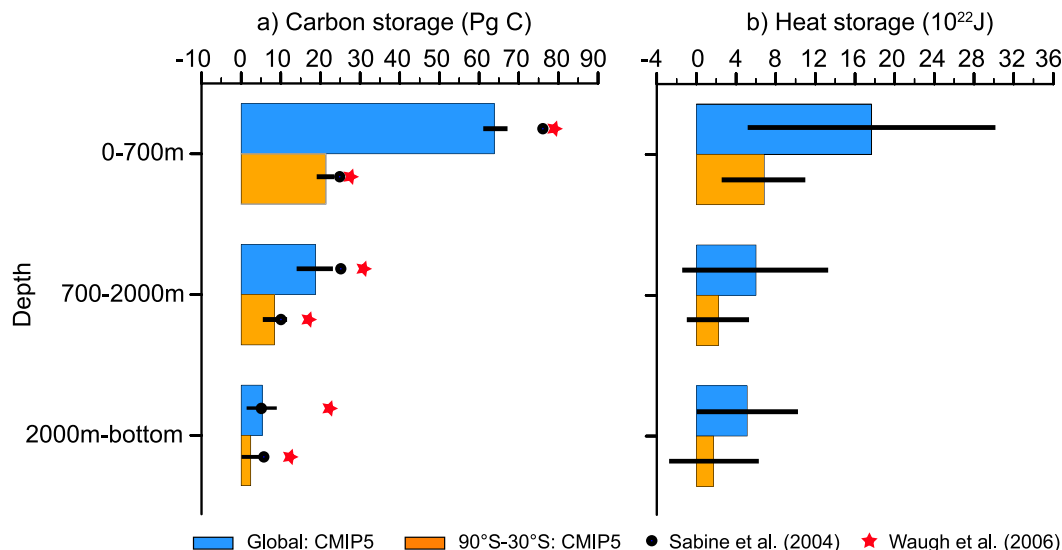 a) Carbon storage (Pg C)
b) Heat storage (10²²J)
-10 0 10 20 30 40 50 60 70 80 90
-4 0 4 8 12 16 20 24 28 32 36
0-700m
700-2000m
2000m-bottom
Depth
Global: CMIP5
90°S-30°S: CMIP5
Sabine et al. (2004)
Waugh et al. (2006)